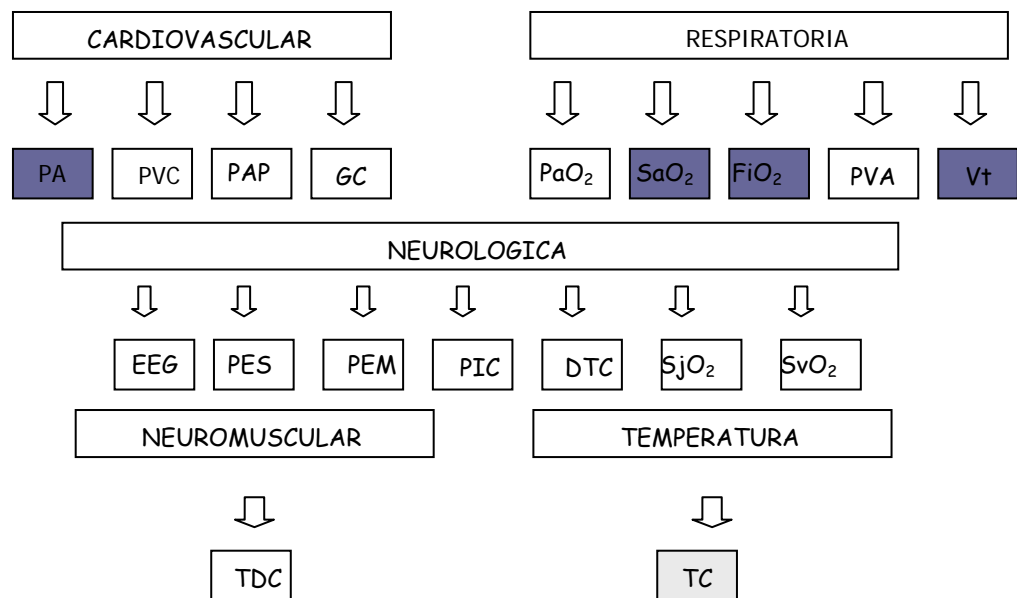 CARDIOVASCULAR
RESPIRATORIA
PA
PVC
PAP
GC
PaO₂
SaO₂
FiO₂
PVA
Vt
NEUROLOGICA
EEG
PES
PEM
PIC
DTC
SjO₂
SvO₂
NEUROMUSCULAR
TEMPERATURA
TDC
TC